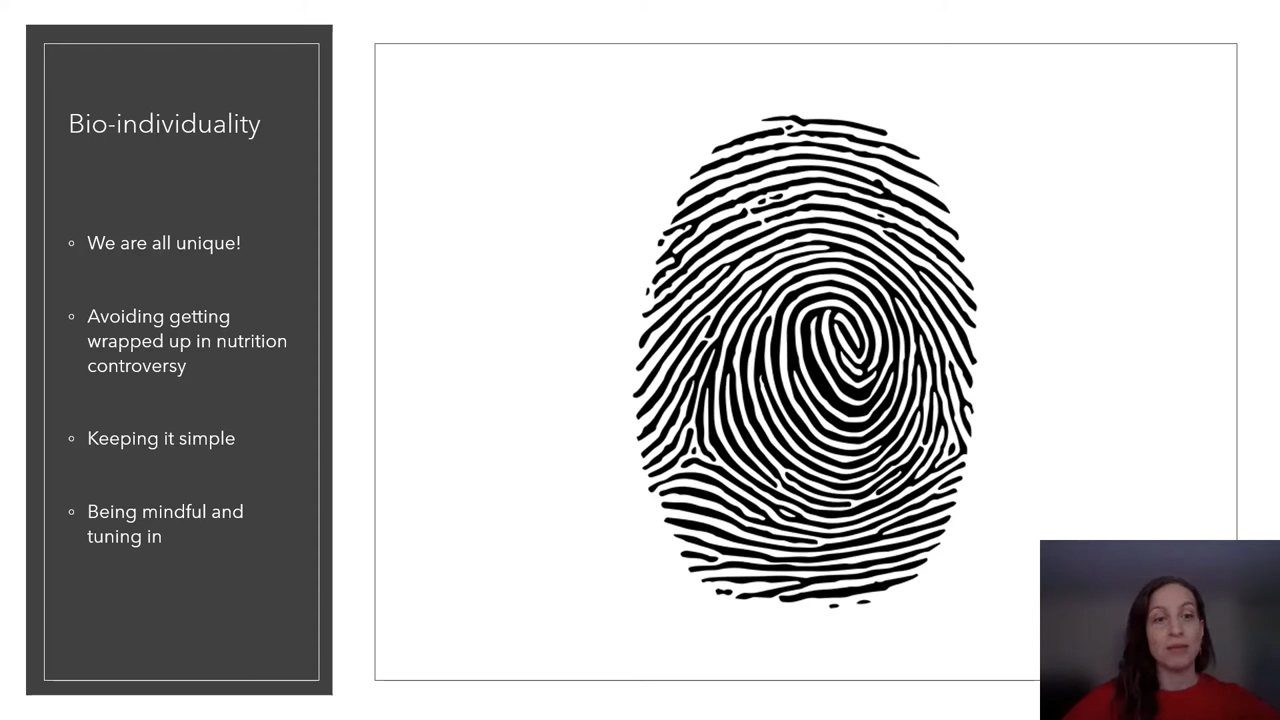 Bio-individuality
We are all unique!
Avoiding getting
wrapped up in nutrition
controversy
Keeping it simple
Being mindful and
tuning in